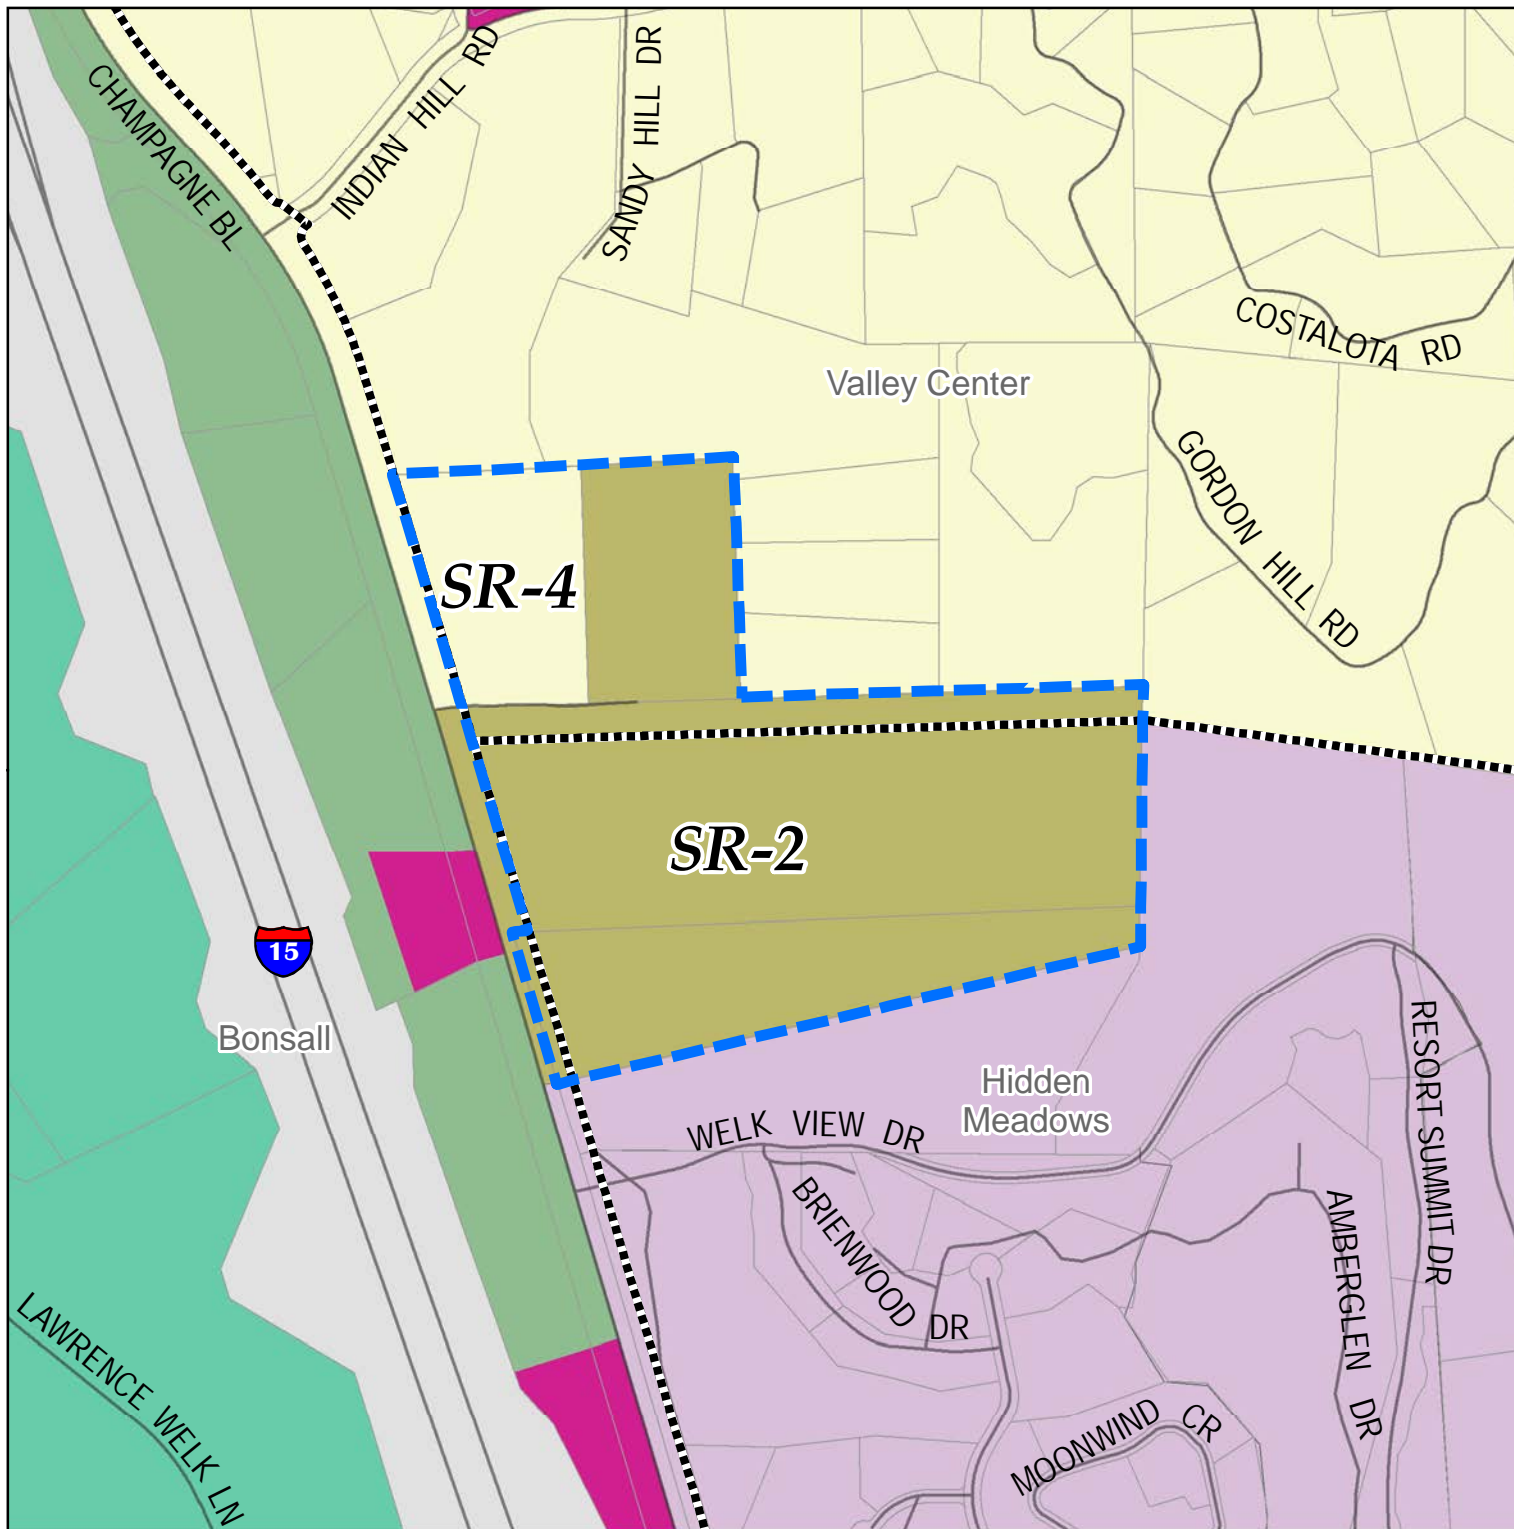 CHAMPAGNE BL
INDIAN HILL RD
SANDY HILL DR
COSTALOTA RD
Valley Center
GORDON HILL RD
SR-4
SR-2
15
Bonsall
Hidden
Meadows
WELK VIEW DR
RESORT SUMMIT DR
BRIENWOOD DR
AMBERGLEN DR
LAWRENCE WELK LN
MOONWIND CR